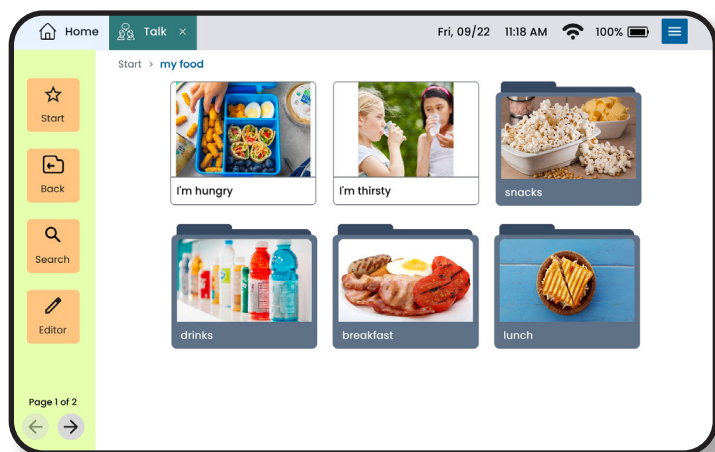 Home
Talk
Fri, 09/22 11:18 AM 100%
Start > my food
Start
Back
Search
Editor
Page 1 of 2
I'm hungry
I'm thirsty
snacks
drinks
breakfast
lunch